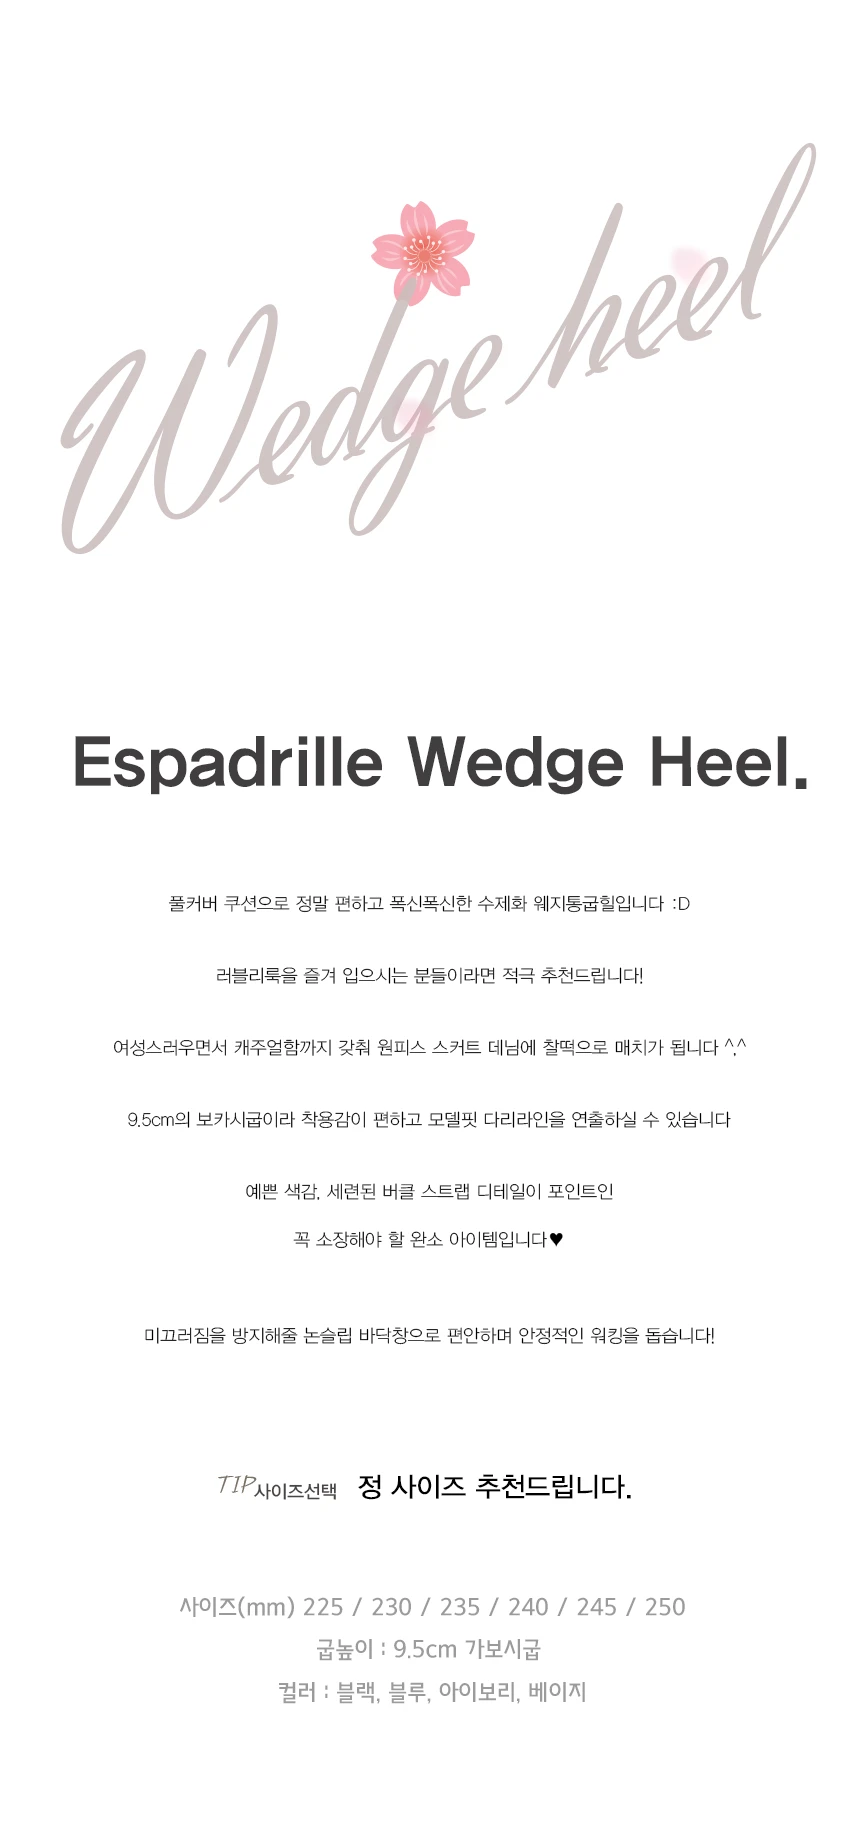 Wedge heel
Espadrille Wedge Heel.
풀커버 쿠션으로 정말 편하고 폭신폭신한 수제화 웨지통굽힐입니다 :D
러블리룩을 즐겨 입으시는 분들이라면 적극 추천드립니다!
여성스러우면서 캐주얼함까지 갖춰 원피스 스커트 데님에 찰떡으로 매치가 됩니다 ^.^
9.5cm의 보카시굽이라 착용감이 편하고 모델핏 다리라인을 연출하실 수 있습니다
예쁜 색감, 세련된 버클 스트랩 디테일이 포인트인
꼭 소장해야 할 완소 아이템입니다♥
미끄러짐을 방지해줄 논슬립 바닥창으로 편안하며 안정적인 워킹을 돕습니다!
TIP사이즈선택 정 사이즈 추천드립니다.
사이즈(mm) 225 / 230 / 235 / 240 / 245 / 250
굽높이 : 9.5cm 가보시굽
컬러 : 블랙, 블루, 아이보리, 베이지